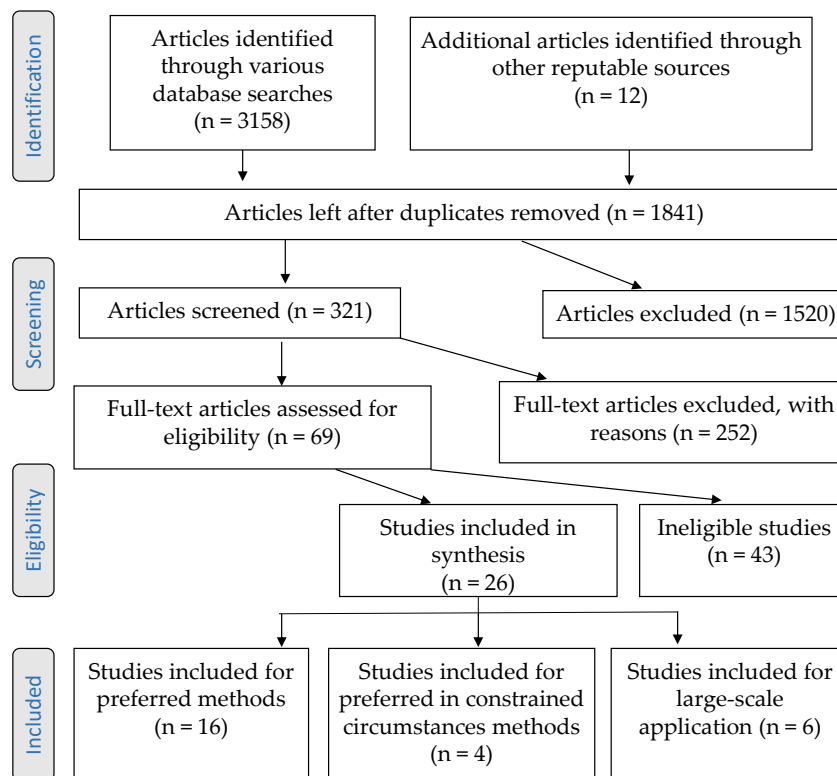 Identification
Articles identified
through various
database searches
(n = 3158)
Additional articles identified through
other reputable sources
(n = 12)
Articles left after duplicates removed (n = 1841)
Screening
Articles screened (n = 321)
Articles excluded (n = 1520)
Full-text articles assessed for
eligibility (n = 69)
Full-text articles excluded, with
reasons (n = 252)
Eligibility
Studies included in
synthesis
(n = 26)
Ineligible studies
(n = 43)
Included
Studies included for
preferred methods
(n = 16)
Studies included for
preferred in constrained
circumstances methods
(n = 4)
Studies included for
large-scale
application (n = 6)